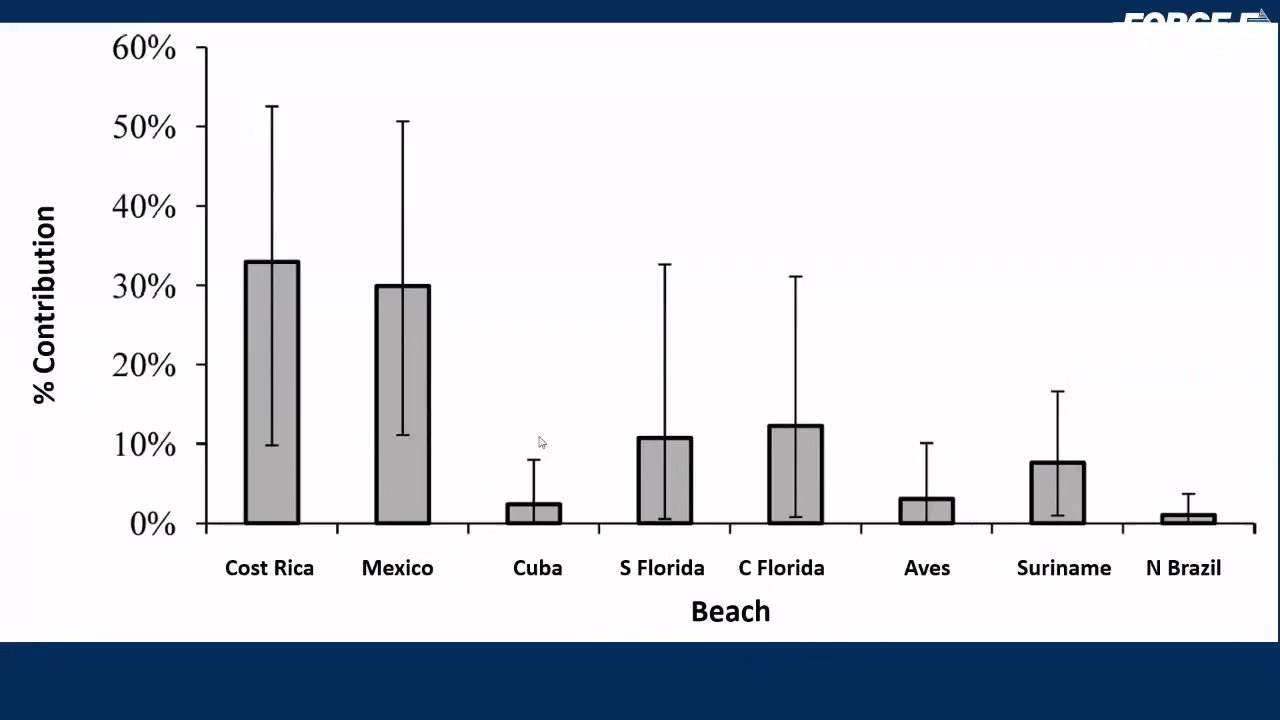 60%
50%
40%
30%
20%
10%
0%
% Contribution
Cost Rica Mexico Cuba S Florida C Florida Aves Suriname N Brazil
Beach